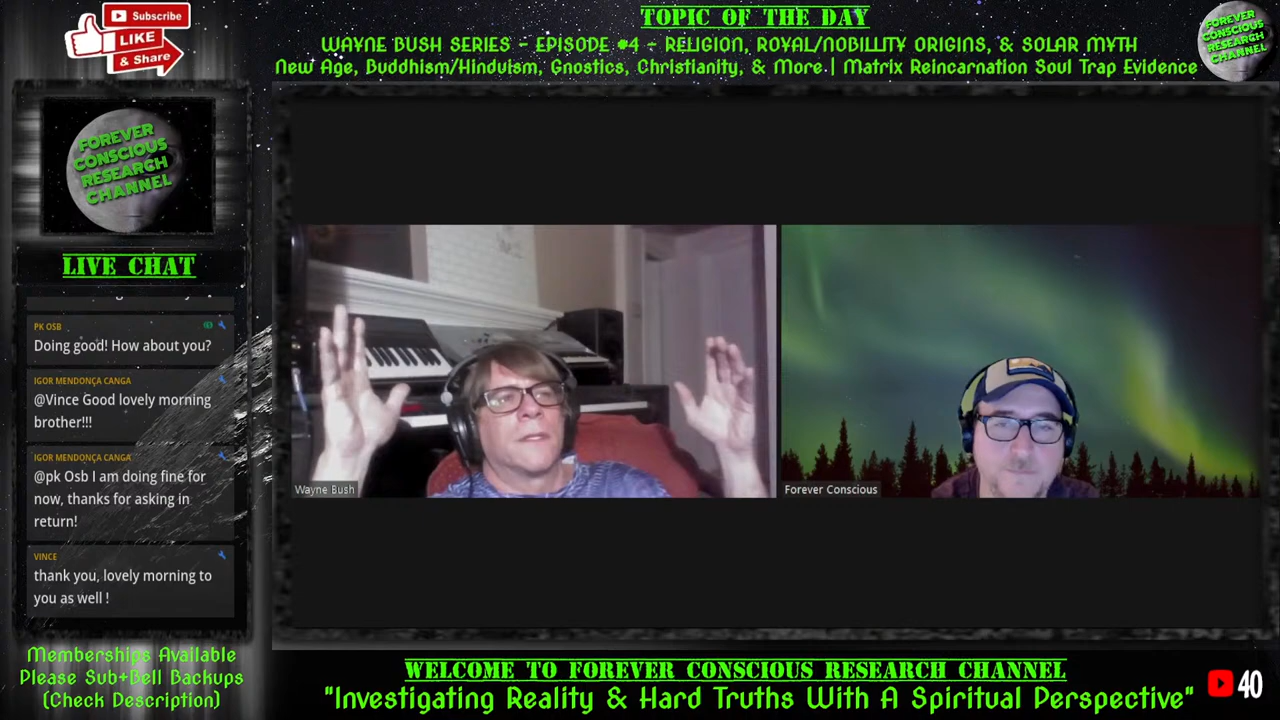 Subscribe
LIKE
& Share
TOPIC OF THE DAY
WAYNE BUSH SERIES - EPISODE #4 - RELIGION, ROYAL/NOBILLITY ORIGINS, & SOLAR MYTH
New Age, Buddhism/Hinduism, Gnostics, Christianity, & More | Matrix Reincarnation Soul Trap Evidence
FOREVER
CONSCIOUS
RESEARCH
CHANNEL
FOREVER
CONSCIOUS
RESEARCH
CHANNEL
LIVE CHAT
PK OSB
Doing good! How about you?
IGOR MENDONÇA CANGA
@Vince Good lovely morning
brother!!!
IGOR MENDONÇA CANGA
@pk Osb I am doing fine for
now, thanks for asking in
return!
VINCE
thank you, lovely morning to
you as well !
Wayne Bush
Forever Conscious
Memberships Available
Please Sub+Bell Backups
(Check Description)
WELCOME TO FOREVER CONSCIOUS RESEARCH CHANNEL
"Investigating Reality & Hard Truths With A Spiritual Perspective"
40